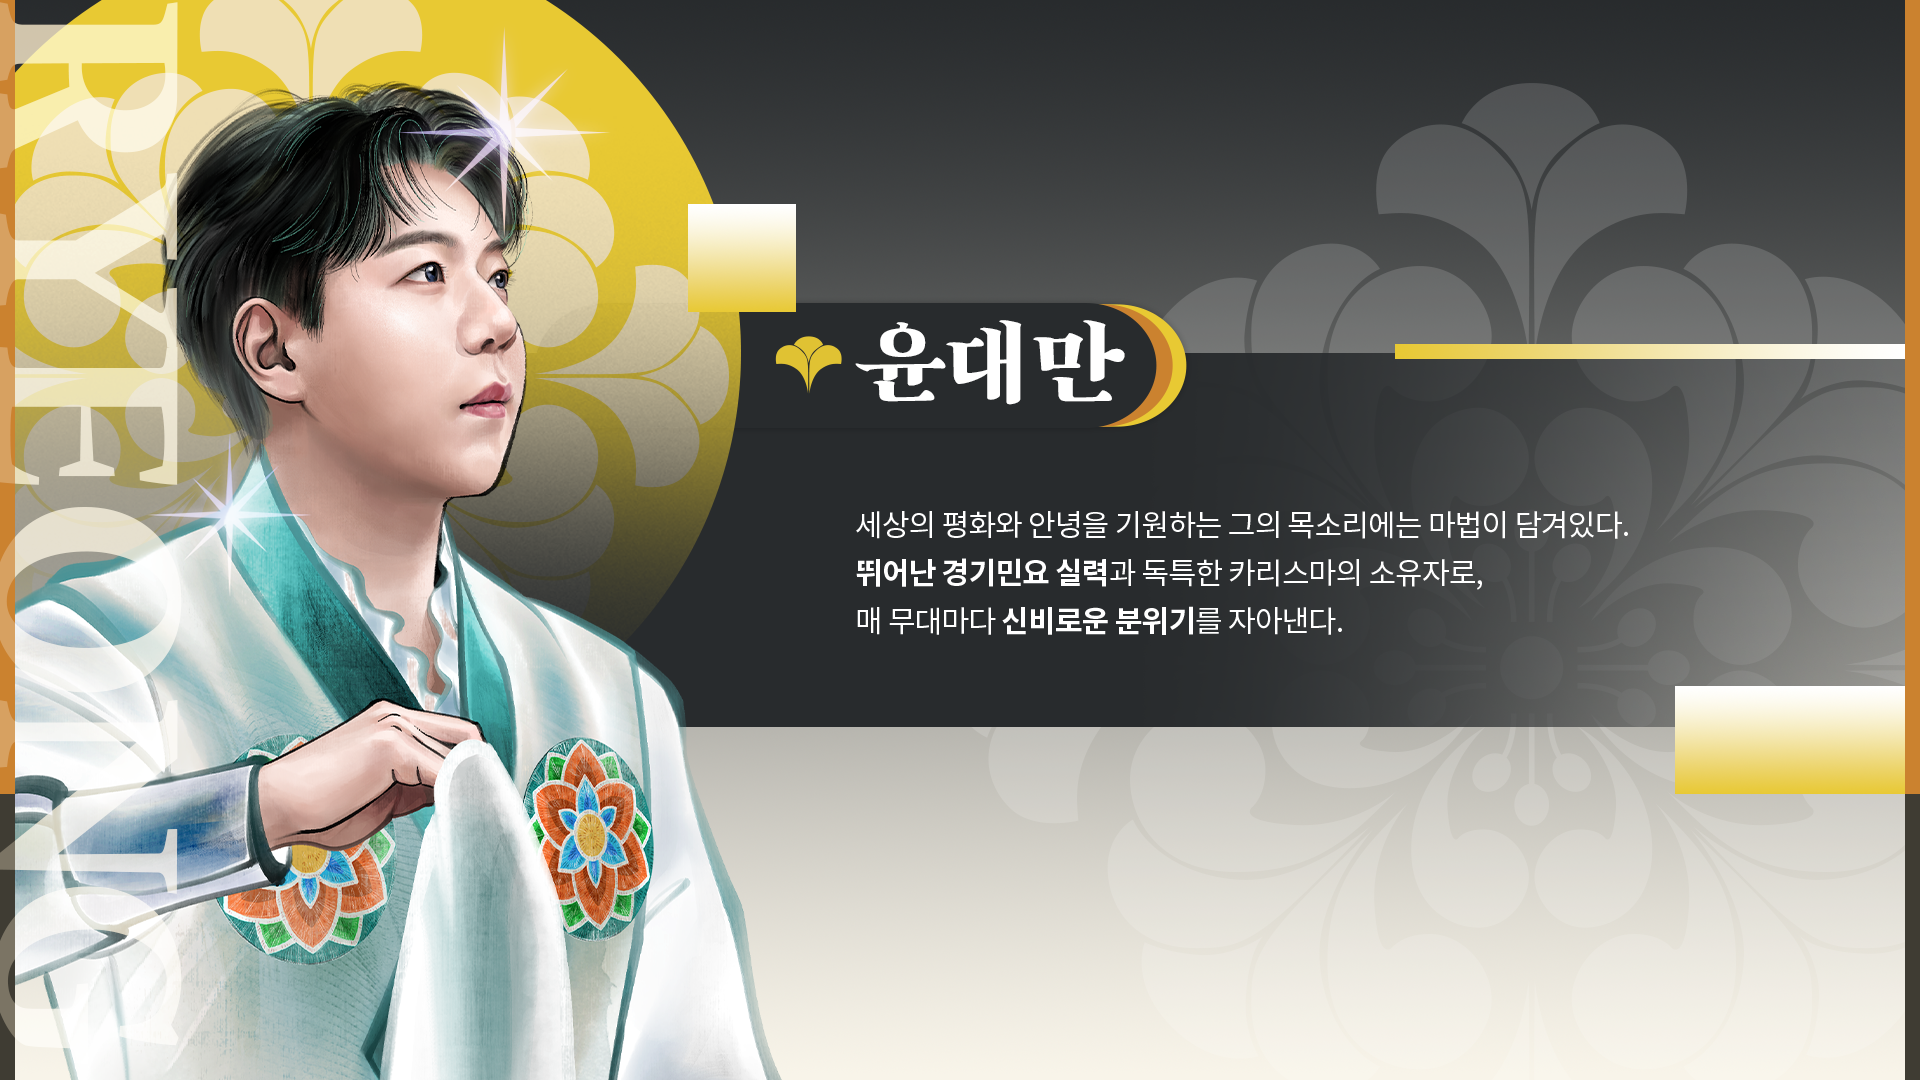 RYEONG
윤대만
세상의 평화와 안녕을 기원하는 그의 목소리에는 마법이 담겨있다.
뛰어난 경기민요 실력과 독특한 카리스마의 소유자로,
매 무대마다 신비로운 분위기를 자아낸다.